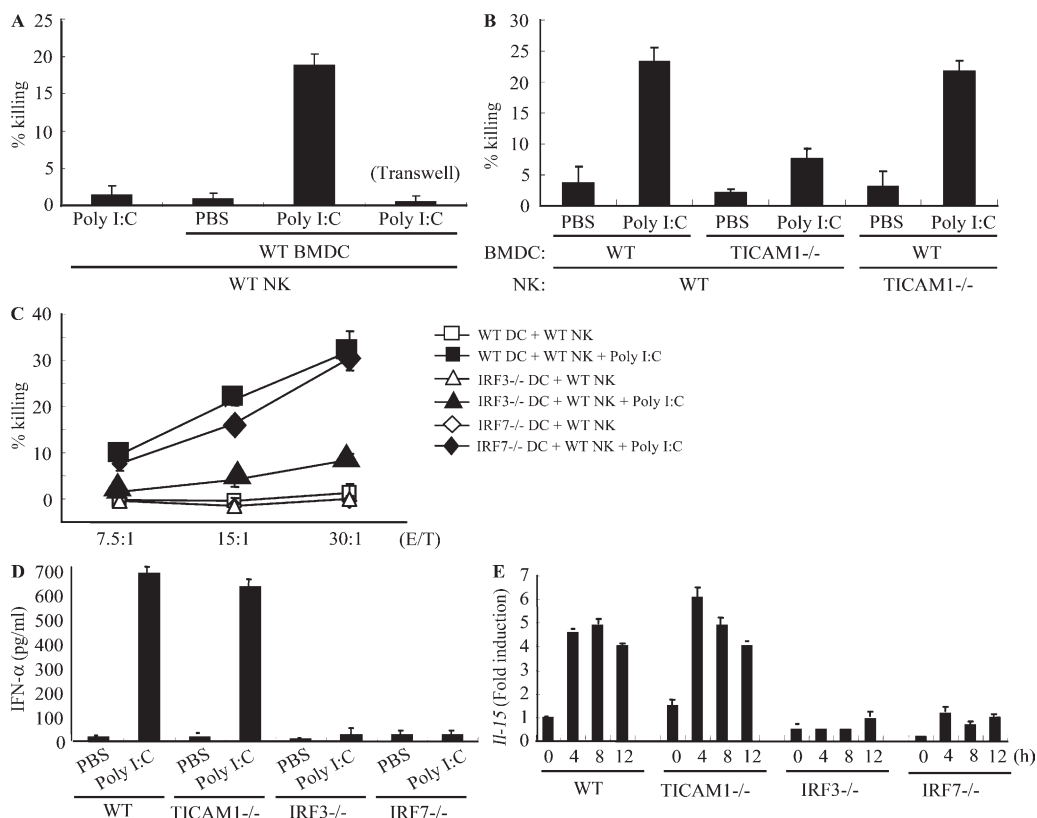 A
% killing
25
20
15
10
5
0
(Transwell)
Poly I:C PBS Poly I:C Poly I:C
WT BMDC
WT NK
B
% killing
30
25
20
15
10
5
0
PBS Poly I:C PBS Poly I:C PBS Poly I:C
BMDC: WT TICAM1-/- WT
NK: WT TICAM1-/-
C
% killing
40
30
20
10
0
7.5:1 15:1 30:1 (E/T)
WT DC + WT NK
WT DC + WT NK + Poly I:C
IRF3-/- DC + WT NK
IRF3-/- DC + WT NK + Poly I:C
IRF7-/- DC + WT NK
IRF7-/- DC + WT NK + Poly I:C
D
IFN-α (pg/ml)
700
600
500
400
300
200
100
0
PBS Poly I:C PBS Poly I:C PBS Poly I:C PBS Poly I:C
WT TICAM1-/- IRF3-/- IRF7-/-
E
Il-15 (Fold induction)
7
6
5
4
3
2
1
0
0 4 8 12 0 4 8 12 0 4 8 12 0 4 8 12 (h)
WT TICAM1-/- IRF3-/- IRF7-/-